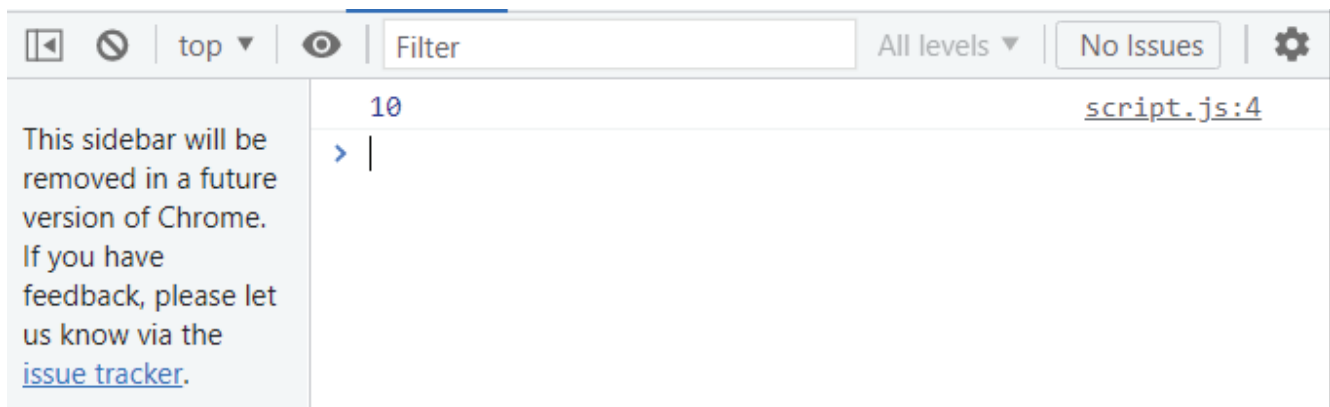 top ▼ Filter All levels ▼ No Issues
10 script.js:4
>
This sidebar will be
removed in a future
version of Chrome.
If you have
feedback, please let
us know via the
issue tracker.